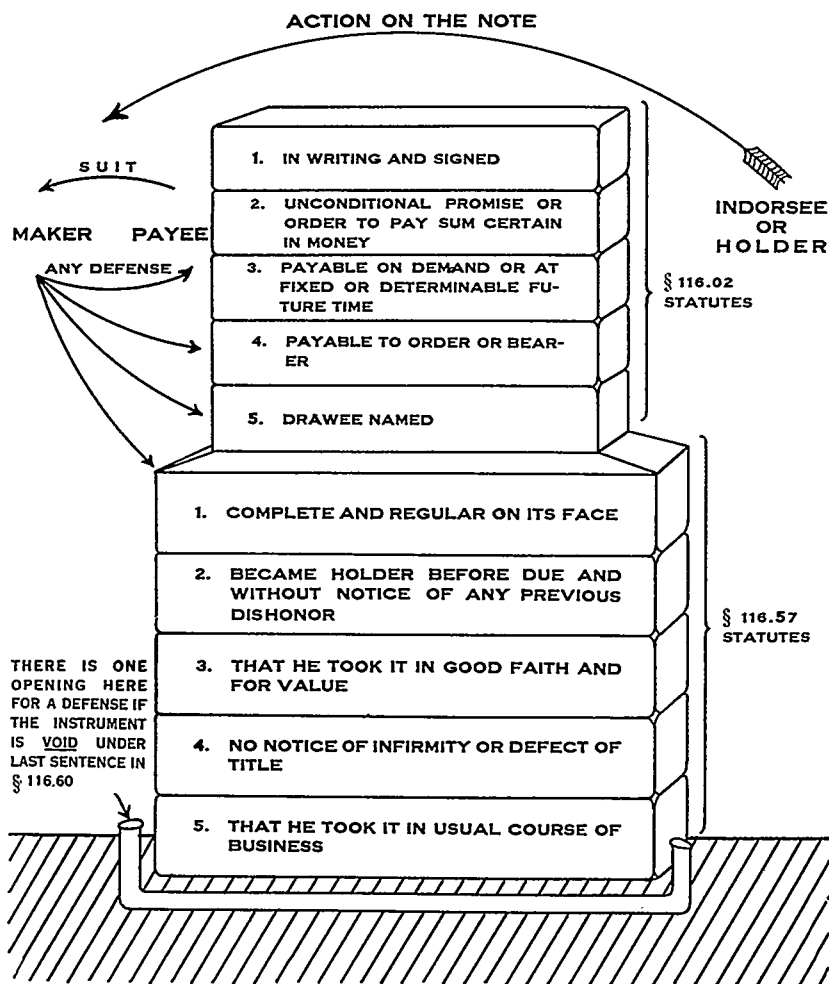 ACTION ON THE NOTE
SUIT
MAKER PAYEE
ANY DEFENSE
1. IN WRITING AND SIGNED
2. UNCONDITIONAL PROMISE OR
ORDER TO PAY SUM CERTAIN
IN MONEY
3. PAYABLE ON DEMAND OR AT
FIXED OR DETERMINABLE FU-
TURE TIME
4. PAYABLE TO ORDER OR BEAR-
ER
5. DRAWEE NAMED
INDORSEE
OR
HOLDER
§ 116.02
STATUTES
1. COMPLETE AND REGULAR ON ITS FACE
2. BECAME HOLDER BEFORE DUE AND
WITHOUT NOTICE OF ANY PREVIOUS
DISHONOR
3. THAT HE TOOK IT IN GOOD FAITH AND
FOR VALUE
4. NO NOTICE OF INFIRMITY OR DEFECT OF
TITLE
5. THAT HE TOOK IT IN USUAL COURSE OF
BUSINESS
§ 116.57
STATUTES
THERE IS ONE
OPENING HERE
FOR A DEFENSE IF
THE INSTRUMENT
IS VOID UNDER
LAST SENTENCE IN
§ 116.60